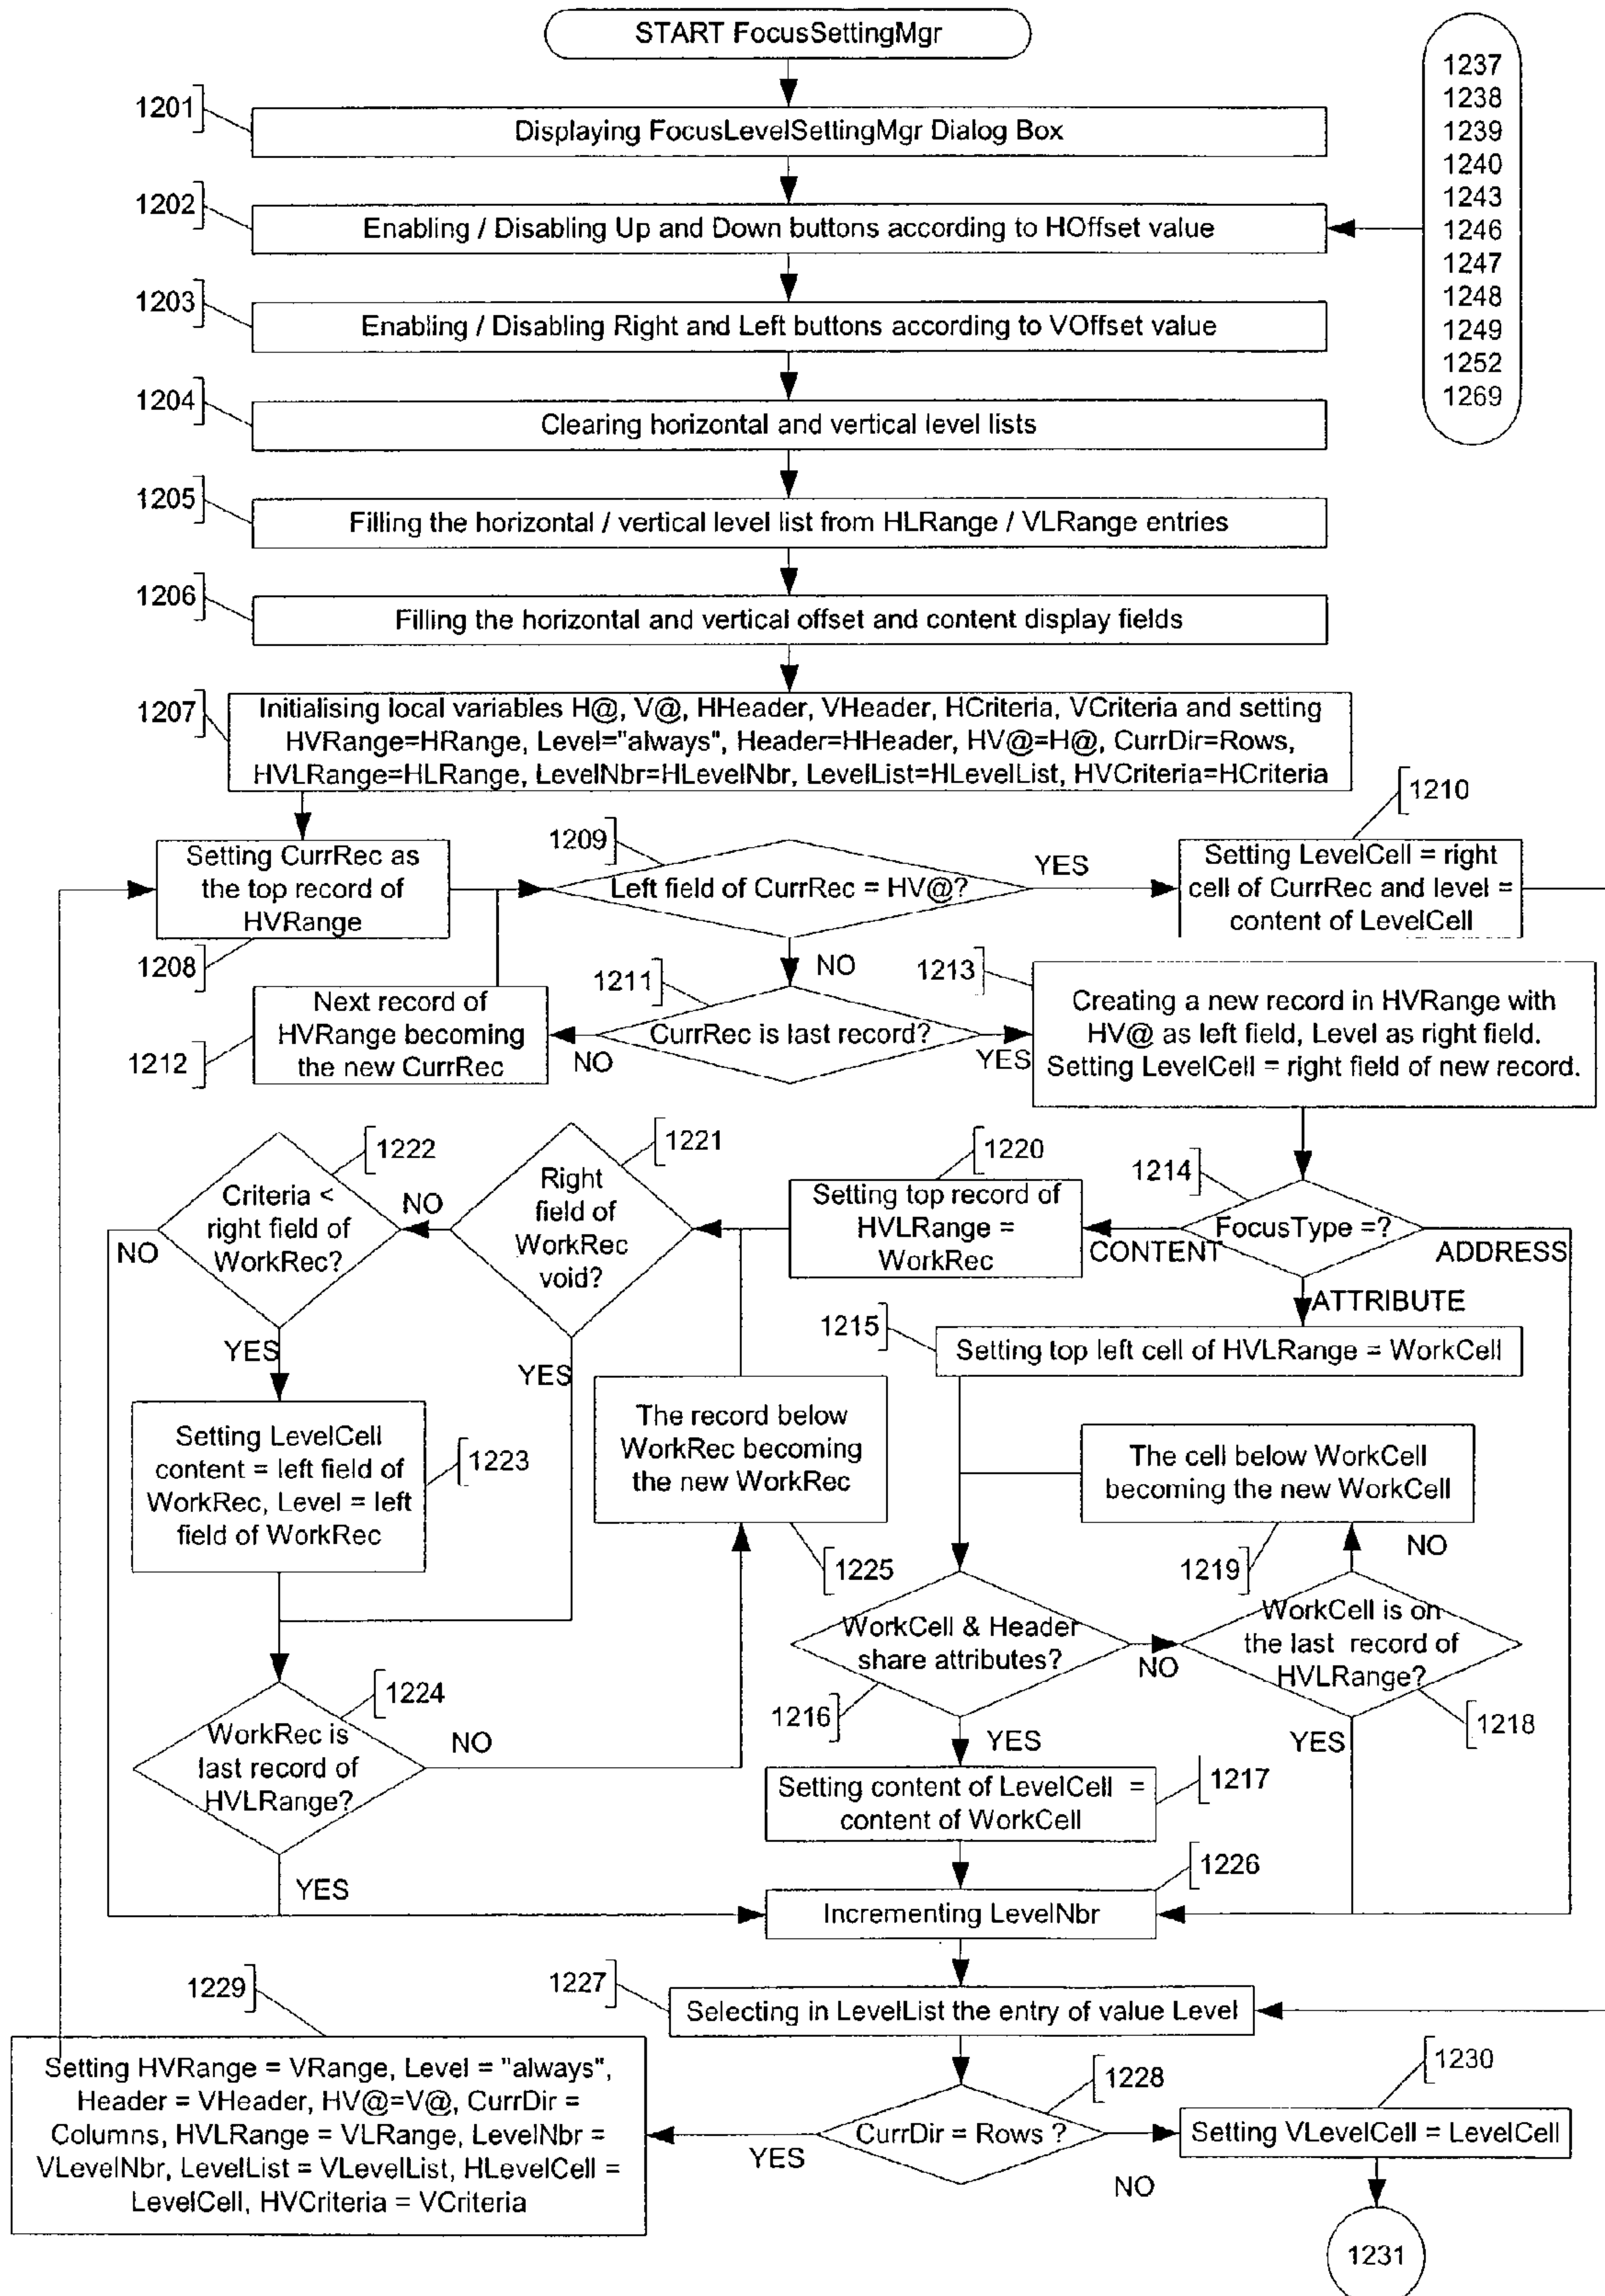 START FocusSettingMgr
1237
1238
1239
1240
1243
1246
1247
1248
1249
1252
1269
1201
Displaying FocusLevelSettingMgr Dialog Box
1202
Enabling / Disabling Up and Down buttons according to HOffset value
1203
Enabling / Disabling Right and Left buttons according to VOffset value
1204
Clearing horizontal and vertical level lists
1205
Filling the horizontal / vertical level list from HLRange / VLRange entries
1206
Filling the horizontal and vertical offset and content display fields
1207
Initialising local variables H@, V@, HHeader, VHeader, HCriteria, VCriteria and setting
HVRange=HRange, Level="always", Header=HHeader, HV@=H@, CurrDir=Rows,
HVLRange=HLRange, LevelNbr=HLevelNbr, LevelList=HLevelList, HVCriteria=HCriteria
Setting CurrRec as
the top record of
HVRange
1208
1209
Left field of CurrRec = HV@?
YES
NO
1210
Setting LevelCell = right
cell of CurrRec and level =
content of LevelCell
1211
CurrRec is last record?
NO
YES
Next record of
HVRange becoming
the new CurrRec
1212
1213
Creating a new record in HVRange with
HV@ as left field, Level as right field.
Setting LevelCell = right field of new record.
1214
FocusType =?
CONTENT
ADDRESS
ATTRIBUTE
1220
Setting top record of
HVLRange =
WorkRec
1221
Right
field of
WorkRec
void?
NO
YES
1222
Criteria <
right field of
WorkRec?
NO
YES
1215
Setting top left cell of HVLRange = WorkCell
Setting LevelCell
content = left field of
WorkRec, Level = left
field of WorkRec
1223
The record below
WorkRec becoming
the new WorkRec
1225
The cell below WorkCell
becoming the new WorkCell
1219
NO
WorkCell & Header
share attributes?
1216
NO
YES
WorkCell is on
the last record of
HVLRange?
1218
YES
1224
WorkRec is
last record of
HVLRange?
NO
YES
Setting content of LevelCell =
content of WorkCell
1217
1226
Incrementing LevelNbr
1227
Selecting in LevelList the entry of value Level
1228
CurrDir = Rows ?
YES
NO
1229
Setting HVRange = VRange, Level = "always",
Header = VHeader, HV@=V@, CurrDir =
Columns, HVLRange = VLRange, LevelNbr =
VLevelNbr, LevelList = VLevelList, HLevelCell =
LevelCell, HVCriteria = VCriteria
1230
Setting VLevelCell = LevelCell
1231